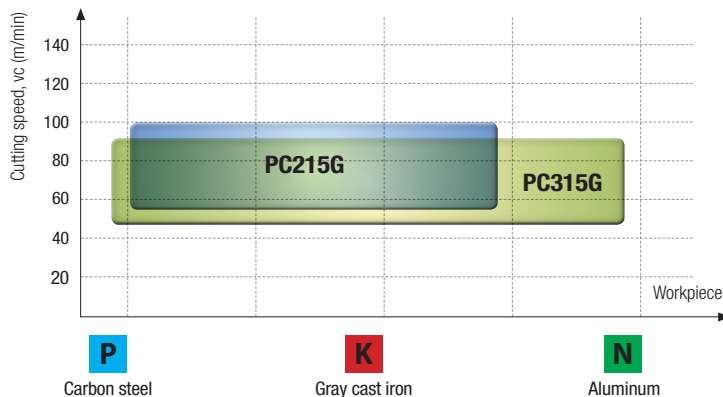 Cutting speed, vc (m/min)
140
120
100
80
60
40
20
PC215G
PC315G
Workpiece
P
K
N
Carbon steel
Gray cast iron
Aluminum